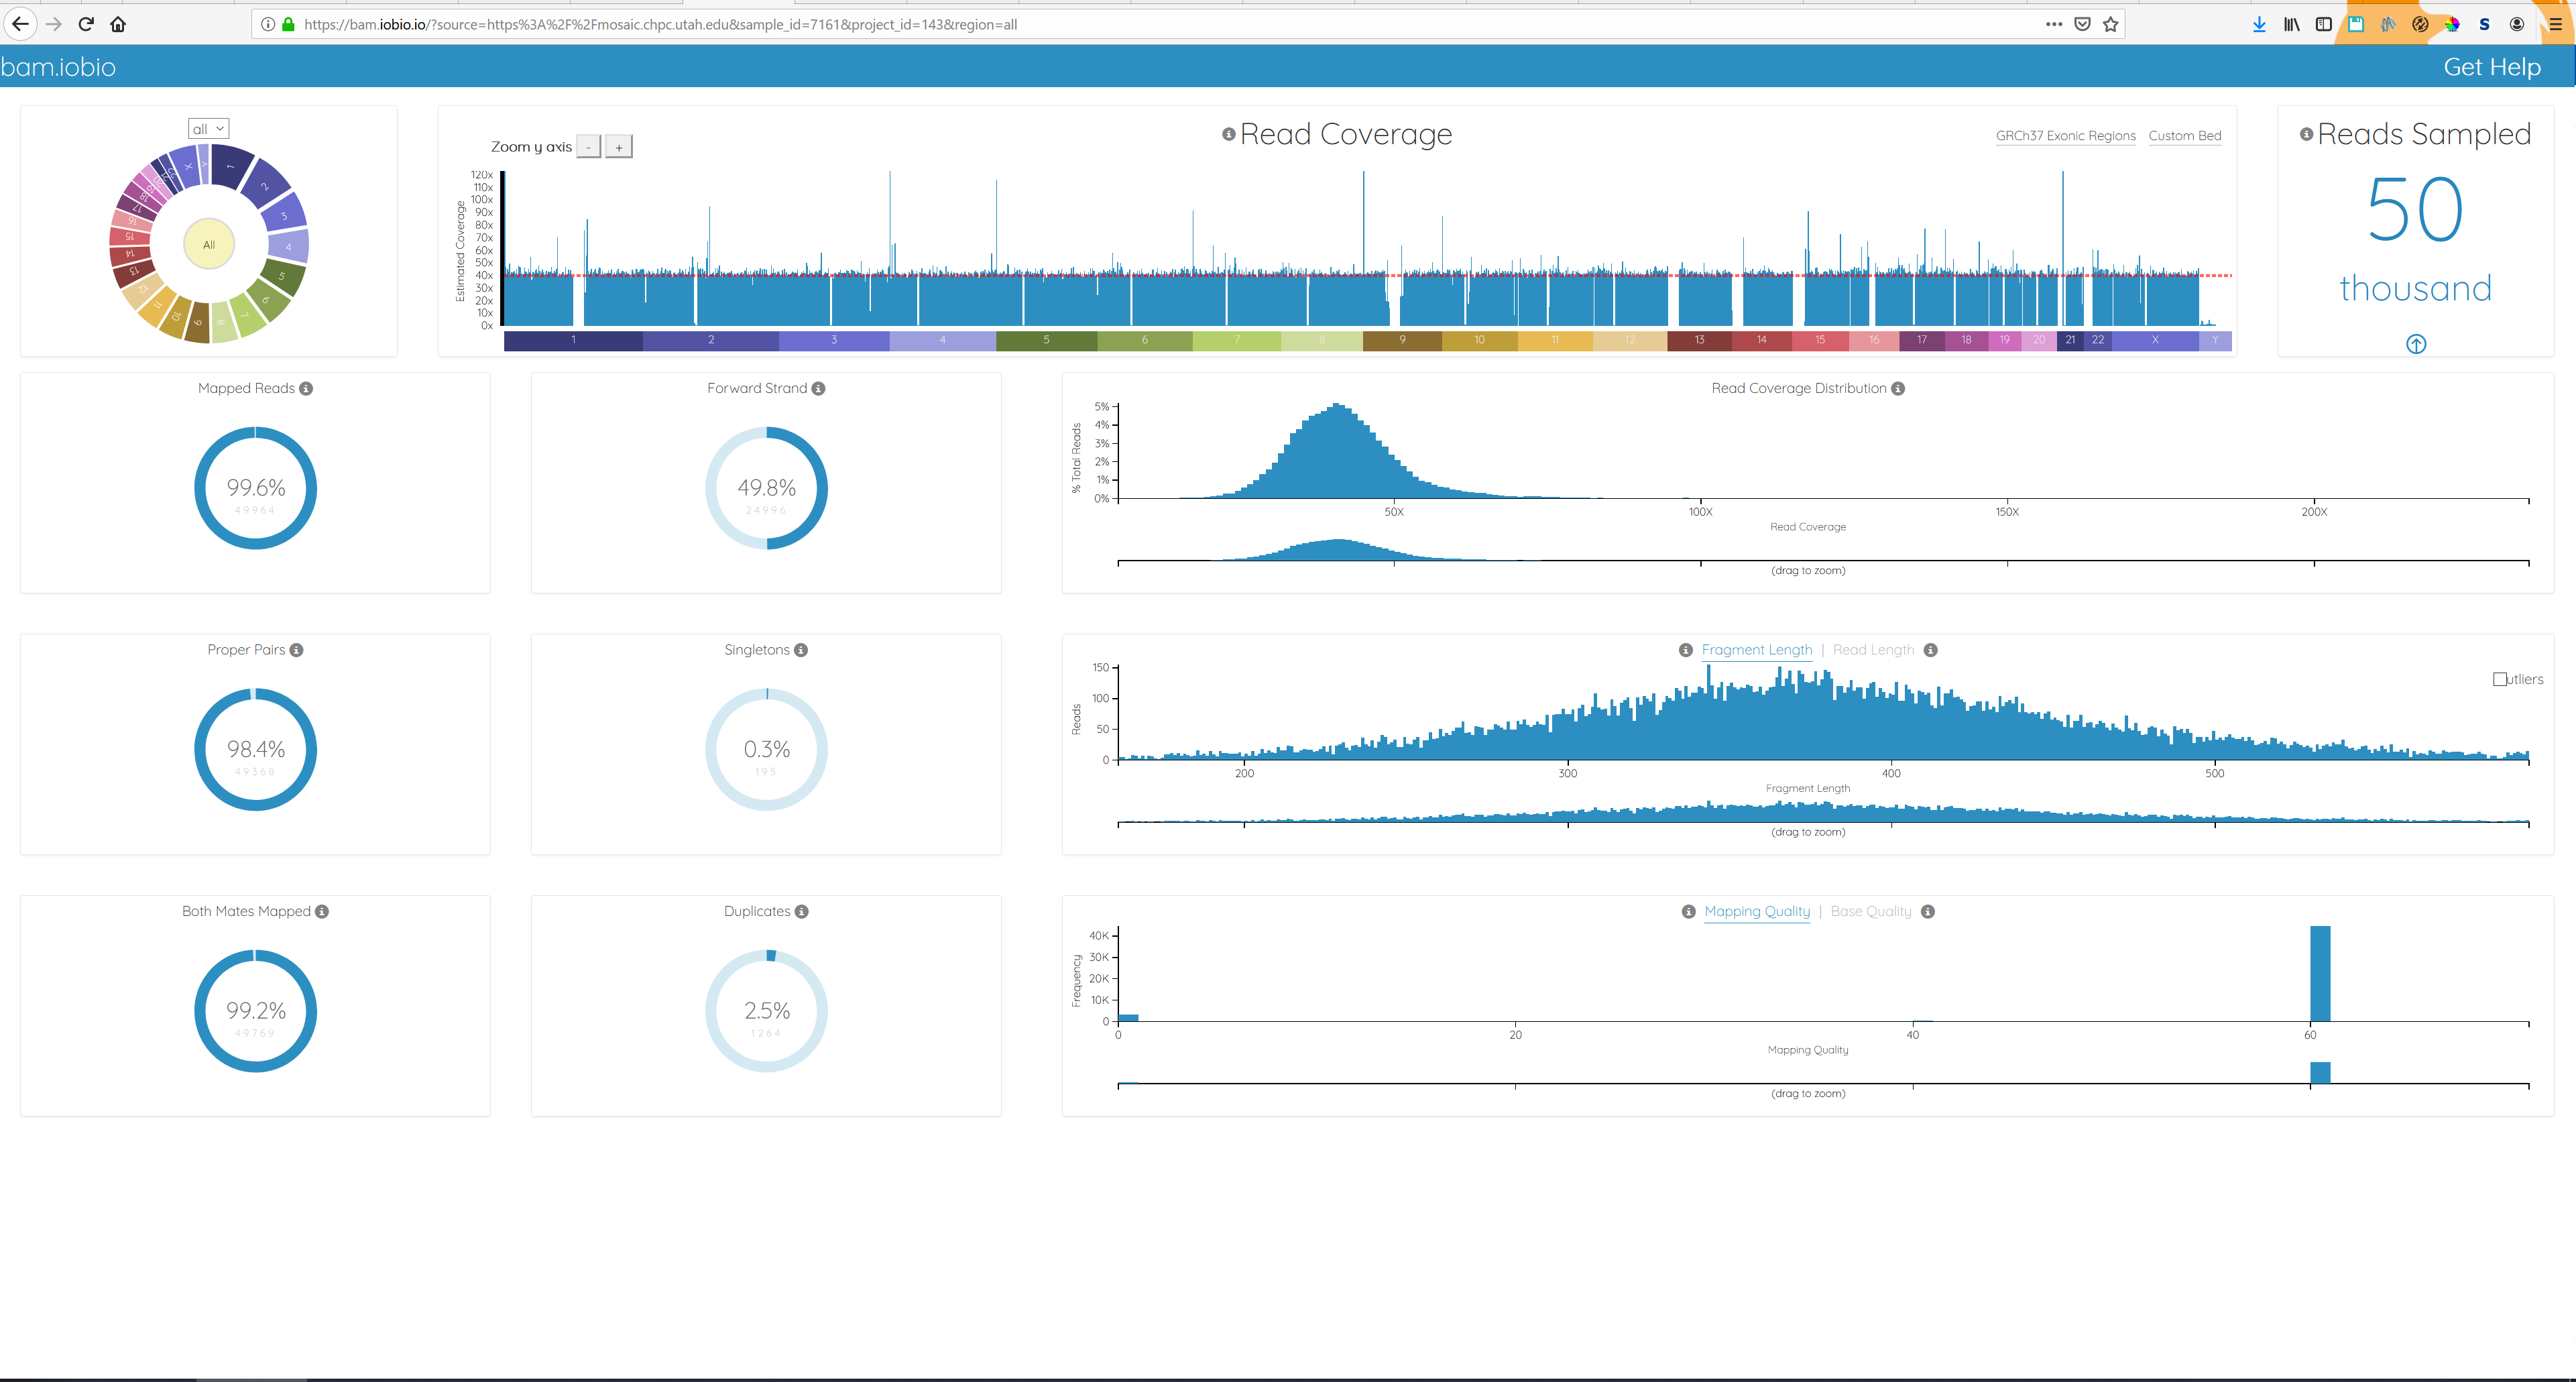 https://bam.iobio.io/?source=https%3A%2F%2Fmosaic.chpc.utah.edu&sample_id=7161&project_id=143&region=all
bam.iobio
Get Help
all
1
2
3
4
5
6
7
8
9
10
11
12
13
14
15
16
17
18
X
Y
All
Zoom y axis - +
Read Coverage
GRCh37 Exonic Regions Custom Bed
Estimated Coverage
120x
110x
100x
90x
80x
70x
60x
50x
40x
30x
20x
10x
0x
1 2 3 4 5 6 7 8 9 10 11 12 13 14 15 16 17 18 19 20 21 22 X Y
Reads Sampled
50
thousand
Mapped Reads
99.6%
49964
Forward Strand
49.8%
24996
Read Coverage Distribution
% Total Reads
5%
4%
3%
2%
1%
0%
50X 100X 150X 200X
Read Coverage
(drag to zoom)
Proper Pairs
98.4%
49368
Singletons
0.3%
195
Fragment Length | Read Length
utliers
Reads
150
100
50
0
200 300 400 500
Fragment Length
(drag to zoom)
Both Mates Mapped
99.2%
49769
Duplicates
2.5%
1264
Mapping Quality | Base Quality
Frequency
40K
30K
20K
10K
0
0 20 40 60
Mapping Quality
(drag to zoom)